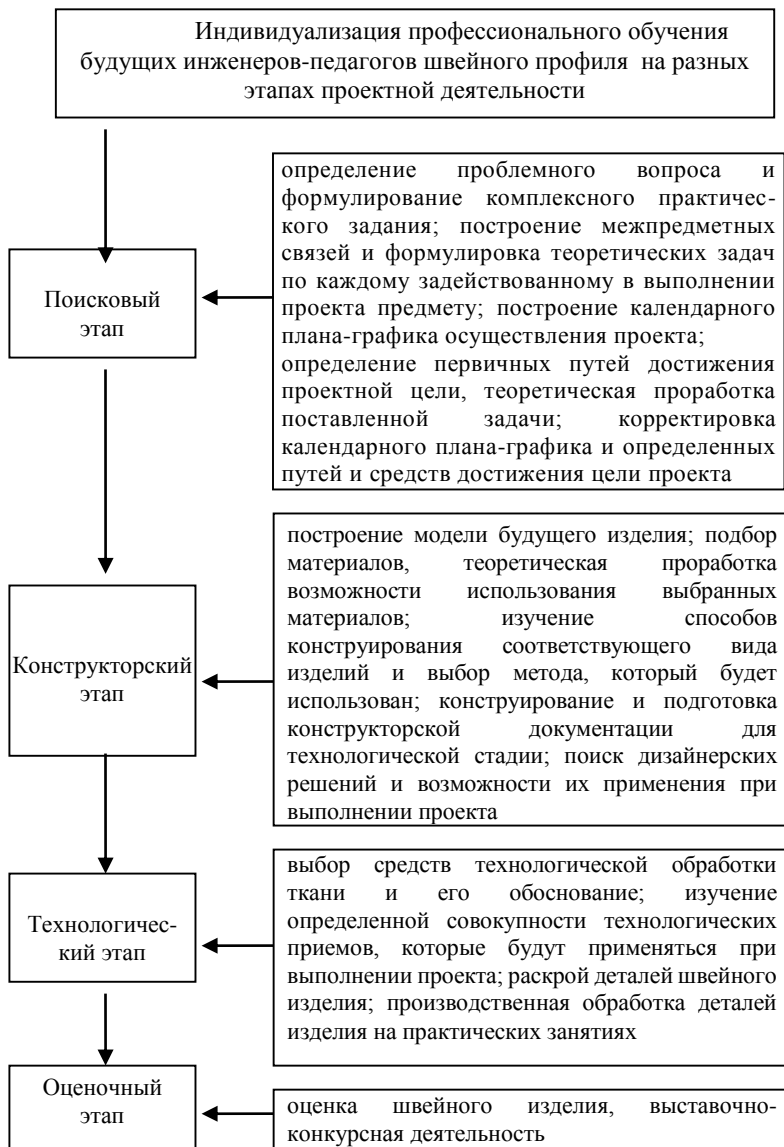 Индивидуализация профессионального обучения
будущих инженеров-педагогов швейного профиля на разных
этапах проектной деятельности
определение проблемного вопроса и
формулирование комплексного практичес-
кого задания; построение межпредметных
связей и формулировка теоретических задач
по каждому задействованному в выполнении
проекта предмету; построение календарного
плана-графика осуществления проекта;
определение первичных путей достижения
проектной цели, теоретическая проработка
поставленной задачи; корректировка
календарного плана-графика и определенных
путей и средств достижения цели проекта
Поисковый
этап
построение модели будущего изделия; подбор
материалов, теоретическая проработка
возможности использования выбранных
материалов; изучение способов
конструирования соответствующего вида
изделий и выбор метода, который будет
использован; конструирование и подготовка
конструкторской документации для
технологической стадии; поиск дизайнерских
решений и возможности их применения при
выполнении проекта
Конструкторский
этап
выбор средств технологической обработки
ткани и его обоснование; изучение
определенной совокупности технологических
приемов, которые будут применяться при
выполнении проекта; раскрой деталей швейного
изделия; производственная обработка деталей
изделия на практических занятиях
Технологичес-
кий этап
Оценочный
этап
оценка швейного изделия, выставочно-
конкурсная деятельность